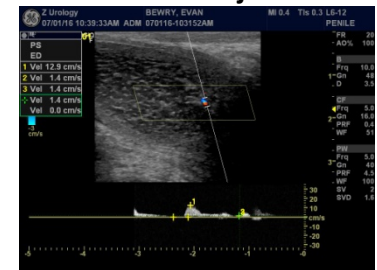 Z Urology BEWRY, EVAN MI 0.4 TIs 0.3 L6-12
07/01/16 10:39:33AM ADM 070116-103152AM PENILE
PS
ED
1 Vel 12.9 cm/s
2 Vel 1.4 cm/s
3 Vel 1.4 cm/s
Vel 1.4 cm/s
Vel 0.0 cm/s
-3
cm/s
FR 20
AO% 100
B
Frq 10.0
Gn 48
D 3.5
CF
Frq 5.0
Gn 16.0
PRF 0.4
WF 51
PW
Frq 5.0
Gn 40
PRF 4.5
WF 100
SV 2
SVD 1.6
1
3
30
20
10
cm/s
-10
-20
-30
-5 -4 -3 -2 -1 -0